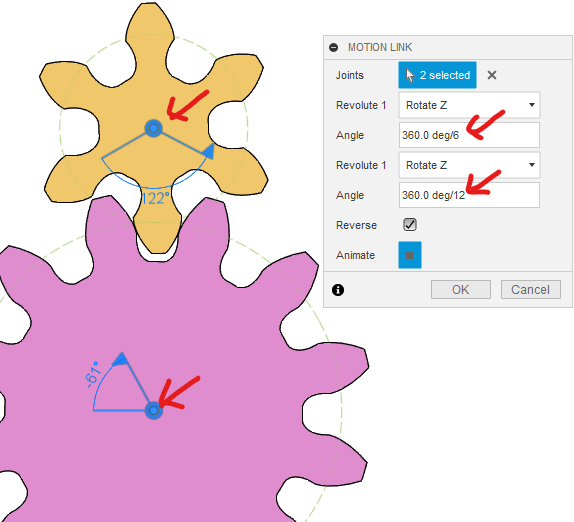 MOTION LINK
Joints 2 selected
Revolute 1 Rotate Z
Angle 360.0 deg/6
Revolute 1 Rotate Z
Angle 360.0 deg/12
Reverse
Animate
OK Cancel
122°
-61°